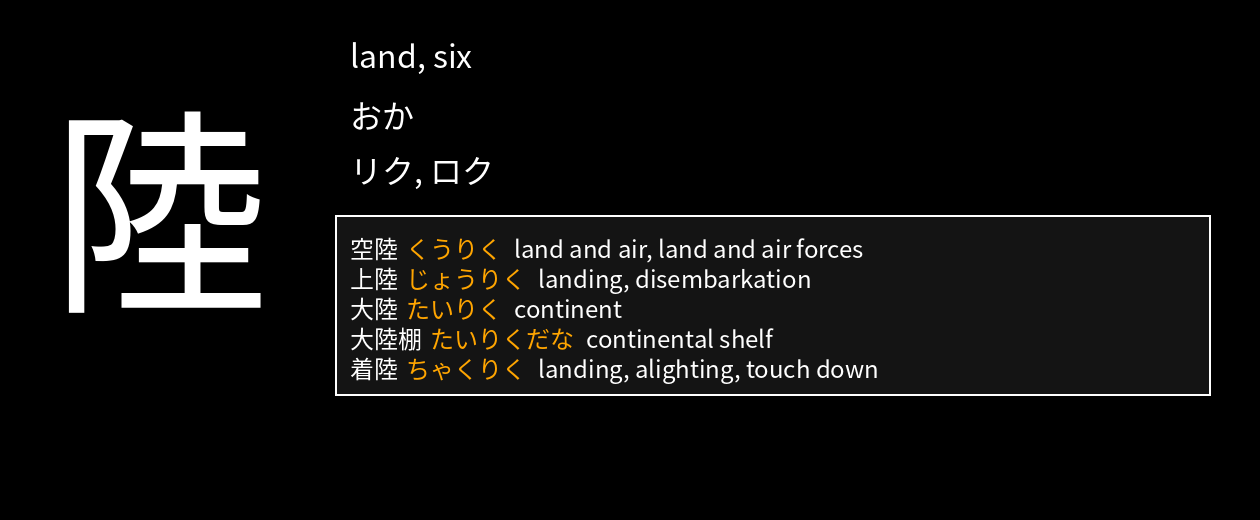 陸
land, six
おか
リク, ロク
空陸 くうりく land and air, land and air forces
上陸 じょうりく landing, disembarkation
大陸 たいりく continent
大陸棚 たいりくだな continental shelf
着陸 ちゃくりく landing, alighting, touch down